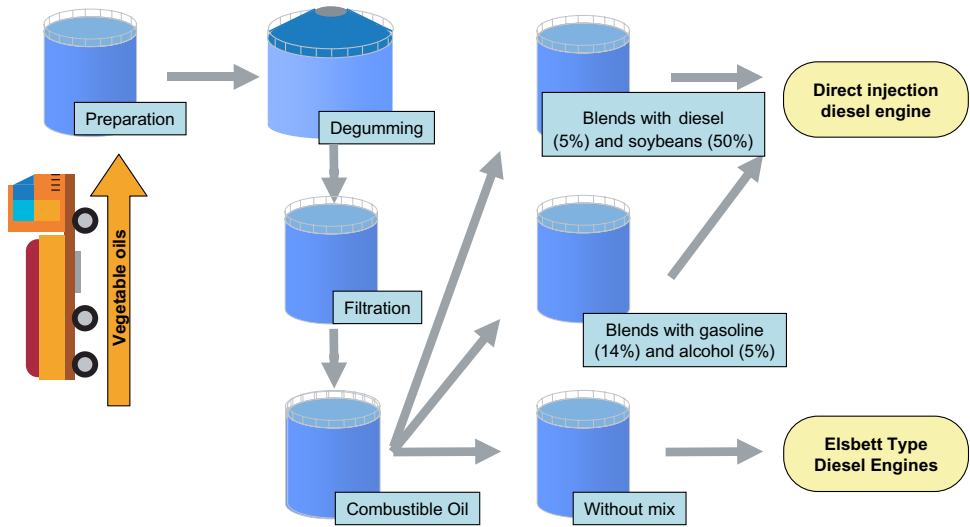 Preparation
Degumming
Blends with diesel
(5%) and soybeans (50%)
Direct injection
diesel engine
Vegetable oils
Filtration
Blends with gasoline
(14%) and alcohol (5%)
Combustible Oil
Without mix
Elsbett Type
Diesel Engines